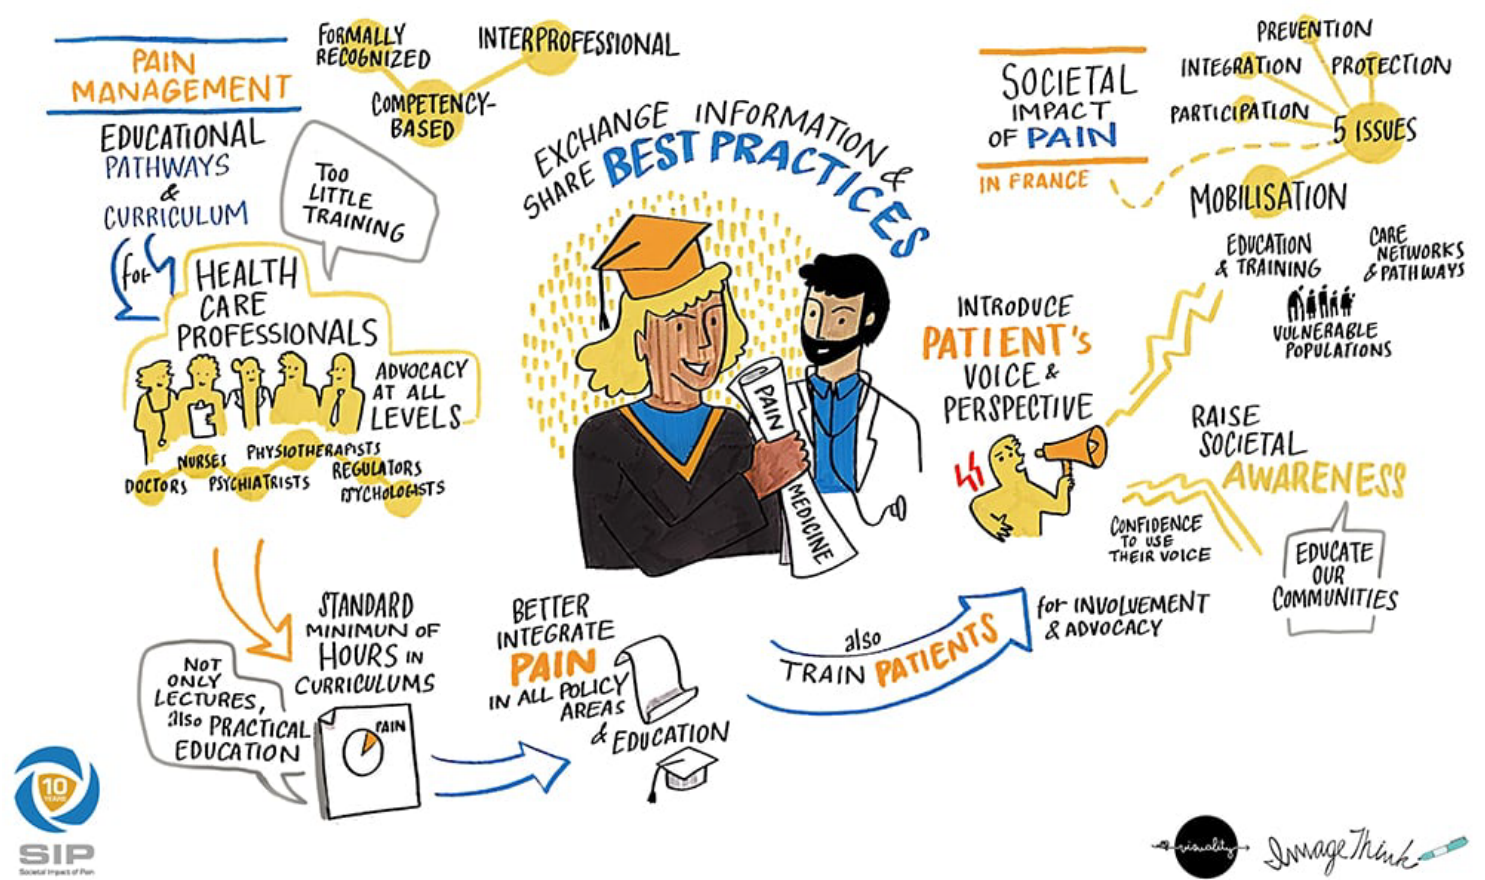 PAIN
MANAGEMENT
EDUCATIONAL
PATHWAYS
&
CURRICULUM
for
FORMALLY
RECOGNIZED
COMPETENCY-
BASED
INTERPROFESSIONAL
TOO
LITTLE
TRAINING
HEALTH
CARE
PROFESSIONALS
ADVOCACY
AT ALL
LEVELS
DOCTORS
NURSES
PSYCHIATRISTS
PHYSIOTHERAPISTS
REGULATORS
PSYCHOLOGISTS
NOT
ONLY
LECTURES,
also PRACTICAL
EDUCATION
STANDARD
MINIMUN OF
HOURS IN
CURRICULUMS
PAIN
BETTER
INTEGRATE
PAIN
IN ALL POLICY
AREAS
& EDUCATION
EXCHANGE INFORMATION &
SHARE BEST PRACTICES
PAIN
MEDICINE
also
TRAIN PATIENTS
for INVOLVEMENT
& ADVOCACY
SOCIETAL
IMPACT
OF PAIN
IN FRANCE
PREVENTION
INTEGRATION
PROTECTION
PARTICIPATION
5 ISSUES
MOBILISATION
EDUCATION
& TRAINING
CARE
NETWORKS
& PATHWAYS
VULNERABLE
POPULATIONS
INTRODUCE
PATIENT'S
VOICE &
PERSPECTIVE
RAISE
SOCIETAL
AWARENESS
CONFIDENCE
TO USE
THEIR VOICE
EDUCATE
OUR
COMMUNITIES
10
YEARS
SIP
Societal Impact of Pain
visuality
ImageThink